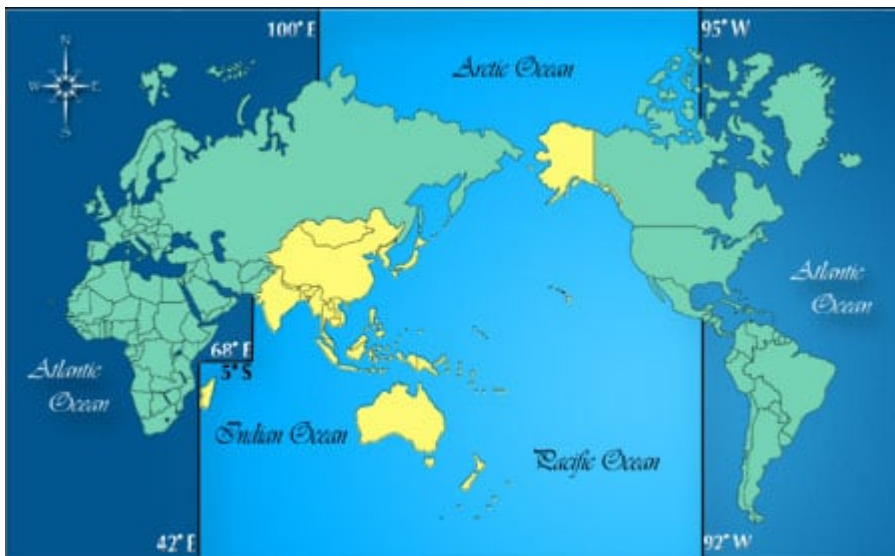 100° E
95° W
N
W E
S
Arctic Ocean
Atlantic
Ocean
68° E
5° S
Atlantic
Ocean
Indian Ocean
Pacific Ocean
42° E
92° W